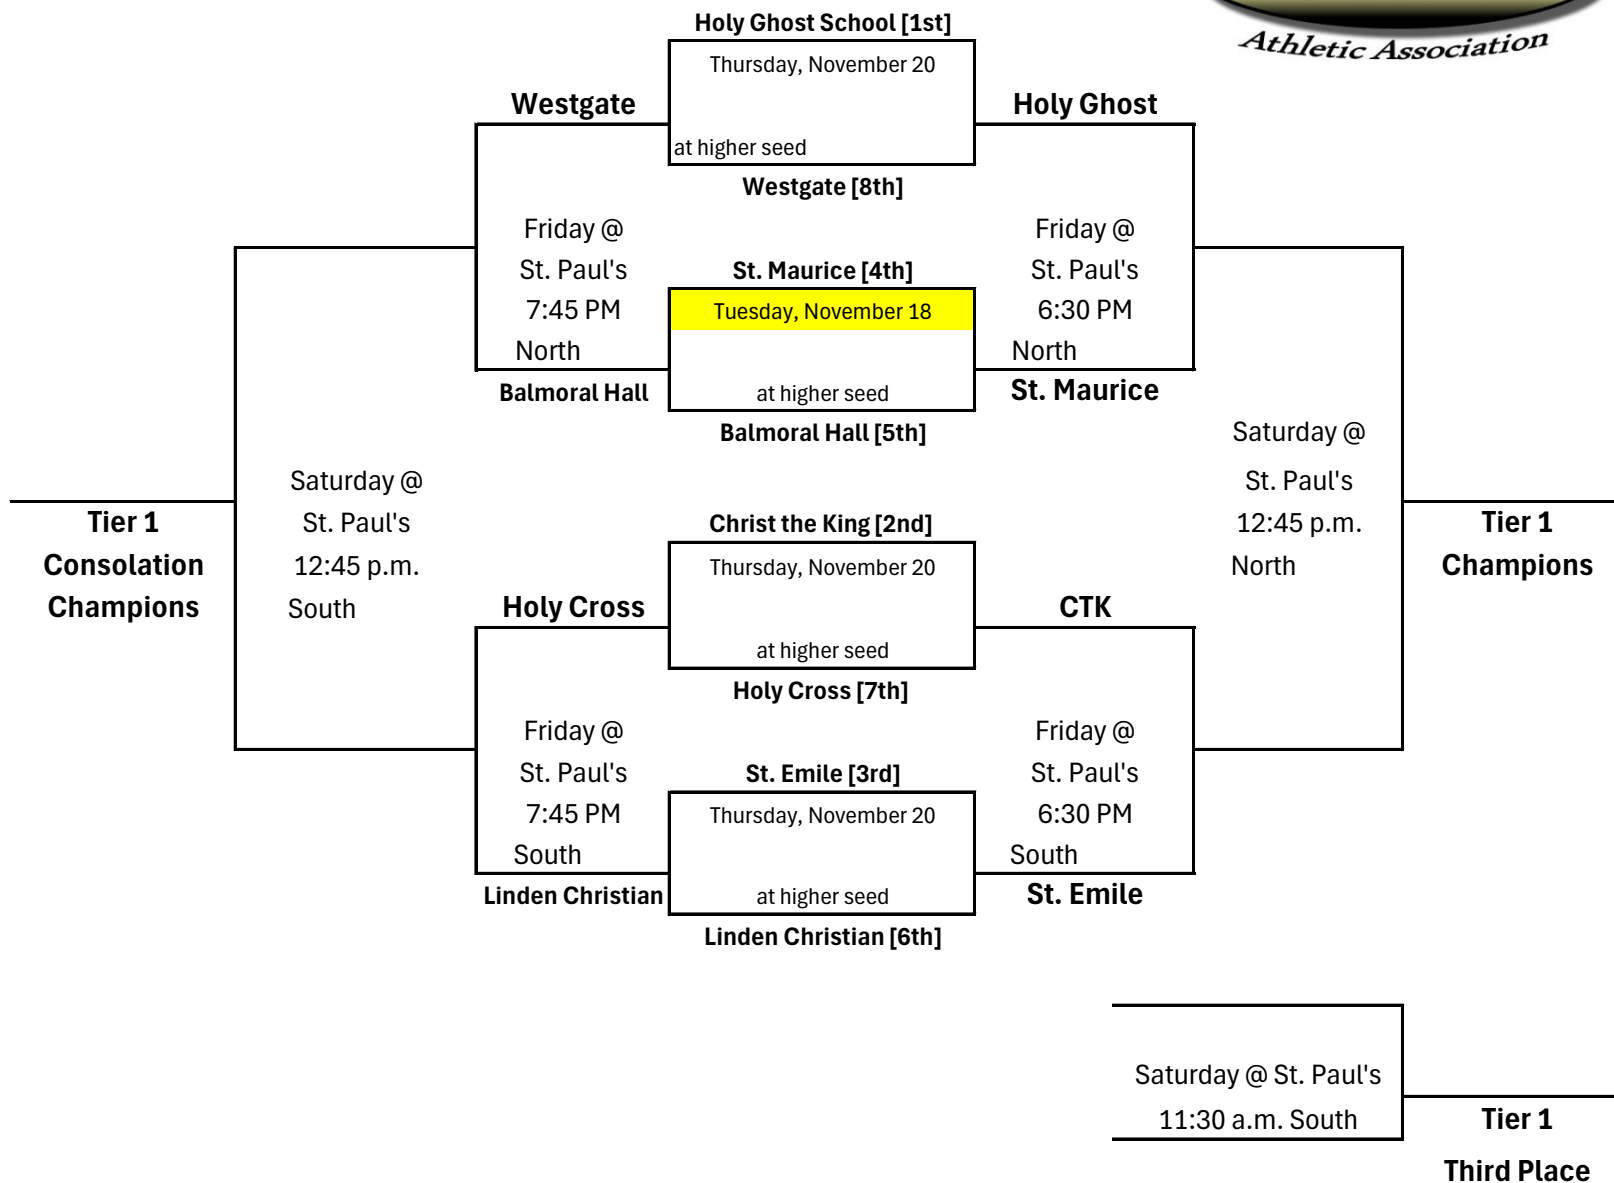 Athletic Association
Holy Ghost School [1st]
Thursday, November 20
at higher seed
Westgate [8th]
Westgate
Holy Ghost
Friday @
St. Paul's
7:45 PM
North
Balmoral Hall
St. Maurice [4th]
Tuesday, November 18
at higher seed
Balmoral Hall [5th]
Friday @
St. Paul's
6:30 PM
North
St. Maurice
Saturday @
St. Paul's
12:45 p.m.
South
Tier 1
Consolation
Champions
Saturday @
St. Paul's
12:45 p.m.
North
Tier 1
Champions
Christ the King [2nd]
Thursday, November 20
at higher seed
Holy Cross [7th]
Holy Cross
CTK
Friday @
St. Paul's
7:45 PM
South
Linden Christian
St. Emile [3rd]
Thursday, November 20
at higher seed
Linden Christian [6th]
Friday @
St. Paul's
6:30 PM
South
St. Emile
Saturday @ St. Paul's
11:30 a.m. South
Tier 1
Third Place